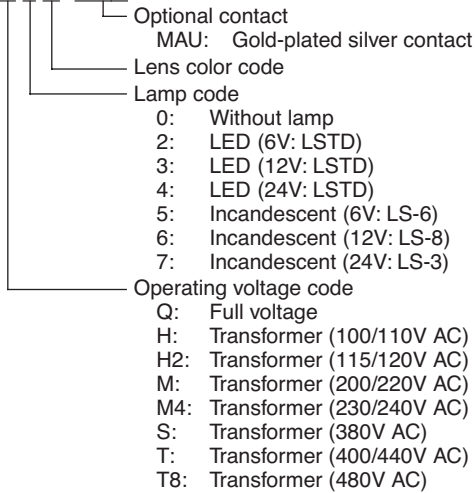 Optional contact
MAU: Gold-plated silver contact
Lens color code
Lamp code
0: Without lamp
2: LED (6V: LSTD)
3: LED (12V: LSTD)
4: LED (24V: LSTD)
5: Incandescent (6V: LS-6)
6: Incandescent (12V: LS-8)
7: Incandescent (24V: LS-3)
Operating voltage code
Q: Full voltage
H: Transformer (100/110V AC)
H2: Transformer (115/120V AC)
M: Transformer (200/220V AC)
M4: Transformer (230/240V AC)
S: Transformer (380V AC)
T: Transformer (400/440V AC)
T8: Transformer (480V AC)